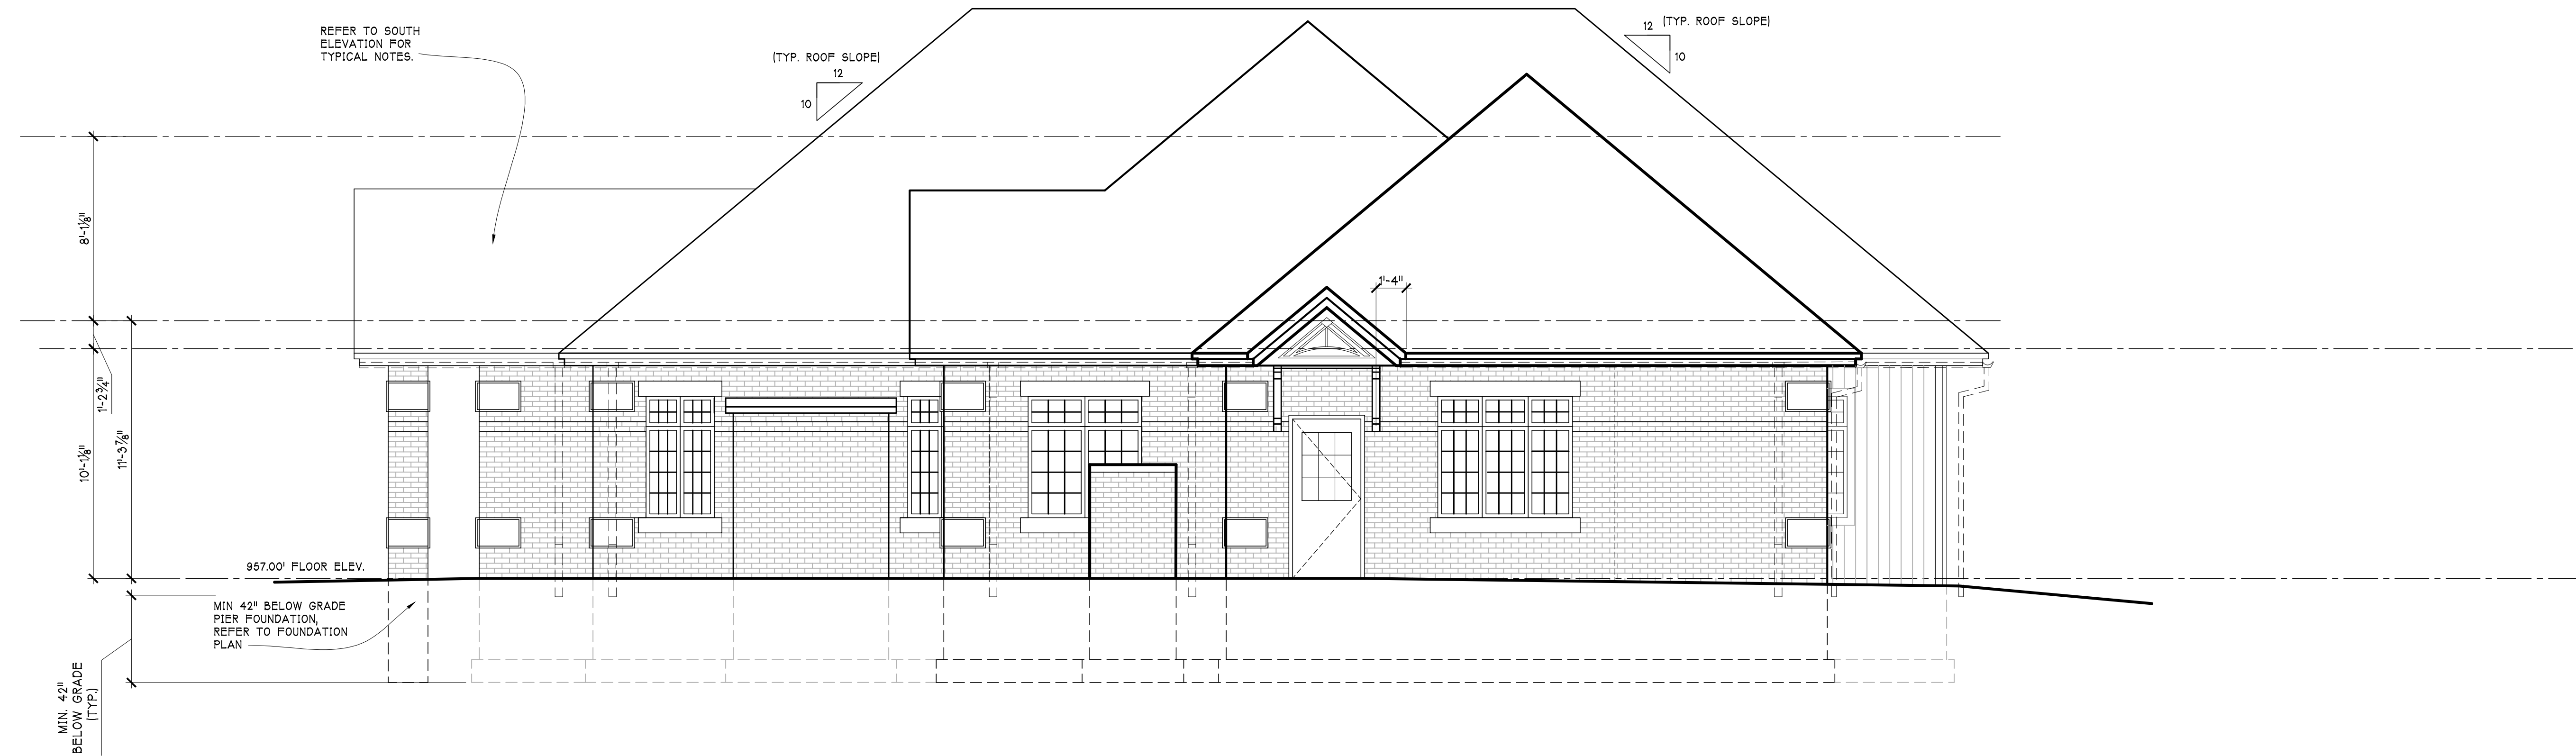 REFER TO SOUTH
ELEVATION FOR
TYPICAL NOTES.
(TYP. ROOF SLOPE)
12
10
12
(TYP. ROOF SLOPE)
10
8'-1⅛"
1'-4"
1'-2¾"
10'-1⅛"
11'-3⅞"
957.00' FLOOR ELEV.
MIN 42" BELOW GRADE
PIER FOUNDATION,
REFER TO FOUNDATION
PLAN
MIN. 42"
BELOW GRADE
(TYP.)